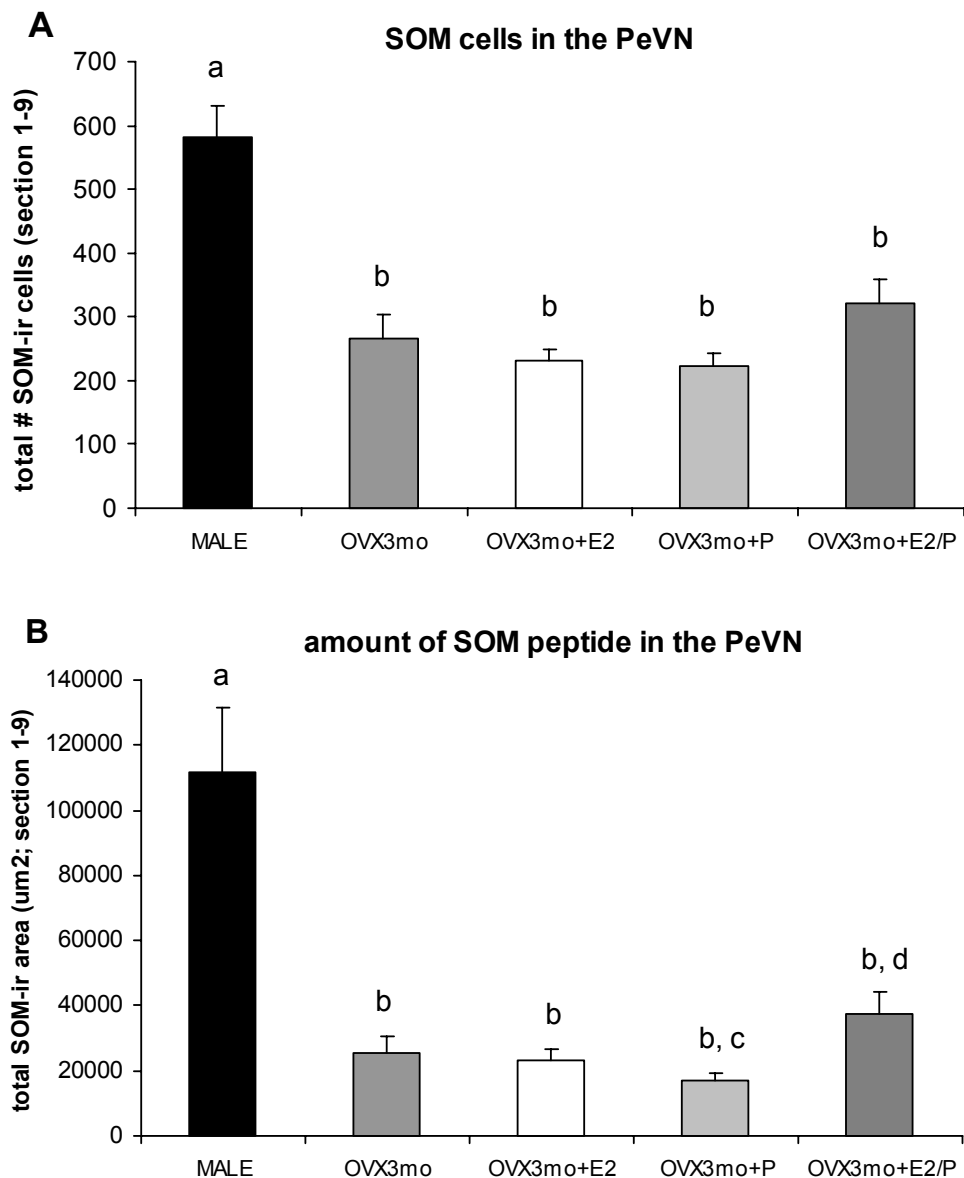 A
SOM cells in the PeVN
total # SOM-ir cells (section 1-9)
700
600
500
400
300
200
100
0
a
b
b
b
b
MALE
OVX3mo
OVX3mo+E2
OVX3mo+P
OVX3mo+E2/P
B
amount of SOM peptide in the PeVN
total SOM-ir area (um2; section 1-9)
140000
120000
100000
80000
60000
40000
20000
0
a
b
b
b, c
b, d
MALE
OVX3mo
OVX3mo+E2
OVX3mo+P
OVX3mo+E2/P